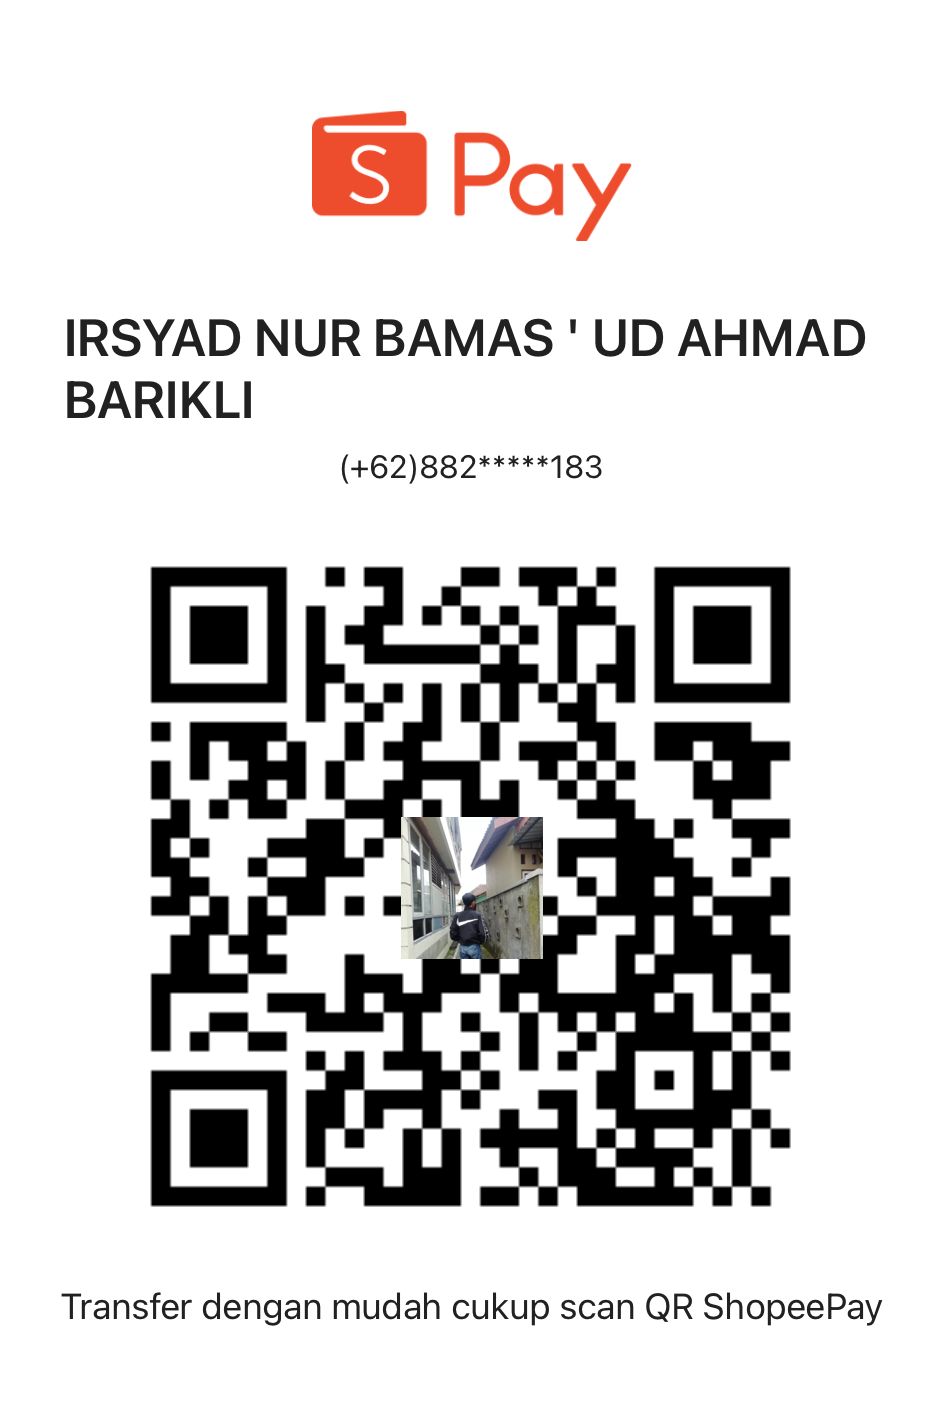 S Pay
IRSYAD NUR BAMAS ' UD AHMAD
BARIKLI
(+62)882*****183
Transfer dengan mudah cukup scan QR ShopeePay